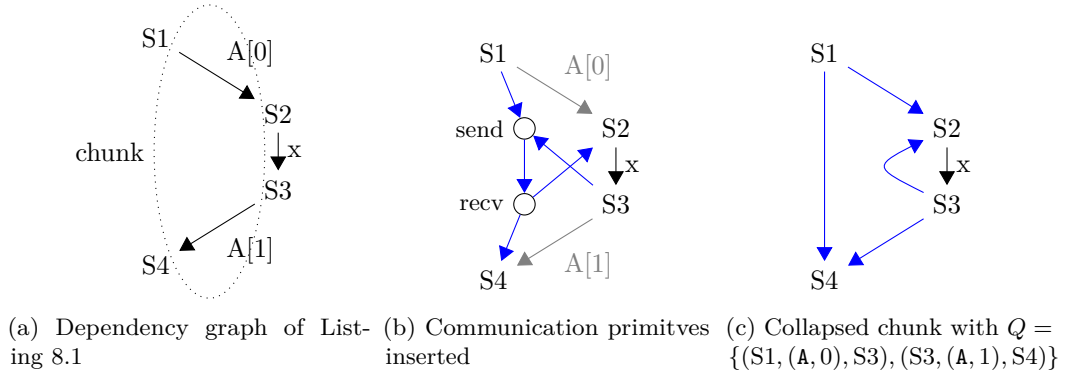 S1
A[0]
S2
chunk
x
S3
A[1]
S4
(a) Dependency graph of List-
ing 8.1
S1
A[0]
send
S2
x
recv
S3
A[1]
S4
(b) Communication primitves
inserted
S1
S2
x
S3
S4
(c) Collapsed chunk with Q =
{(S1, (A, 0), S3), (S3, (A, 1), S4)}